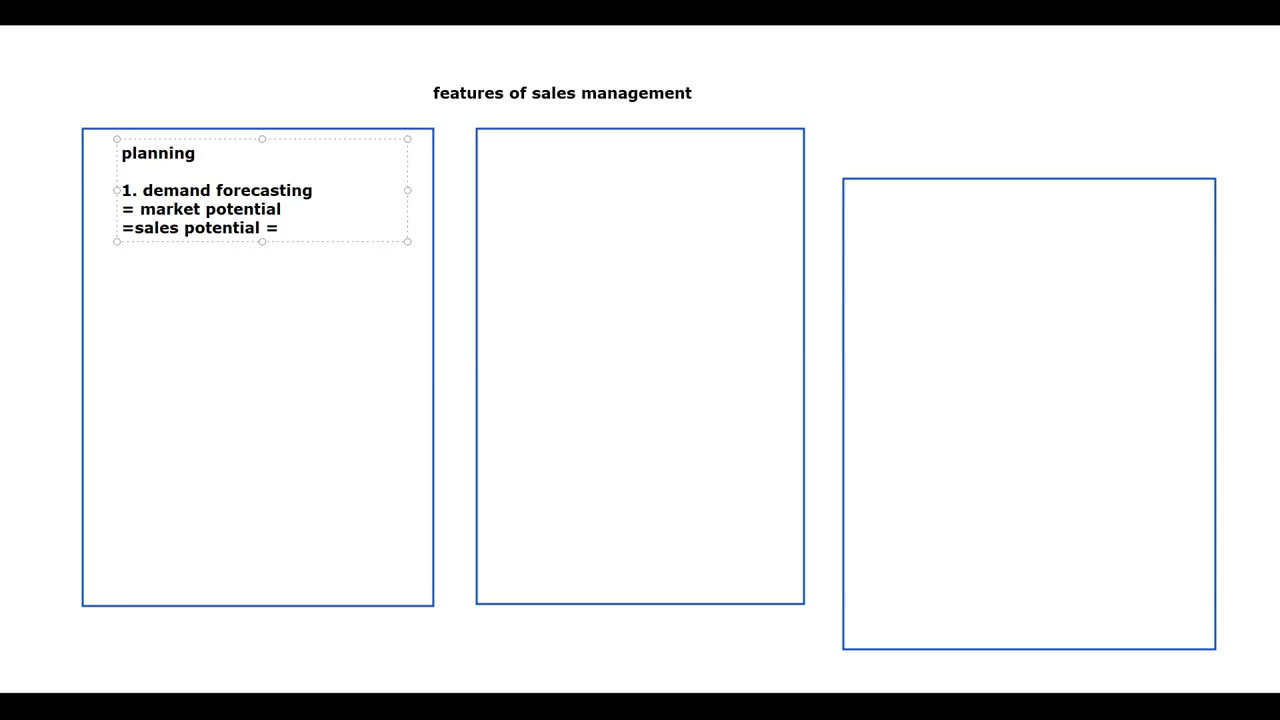 features of sales management
planning
1. demand forecasting
= market potential
=sales potential =